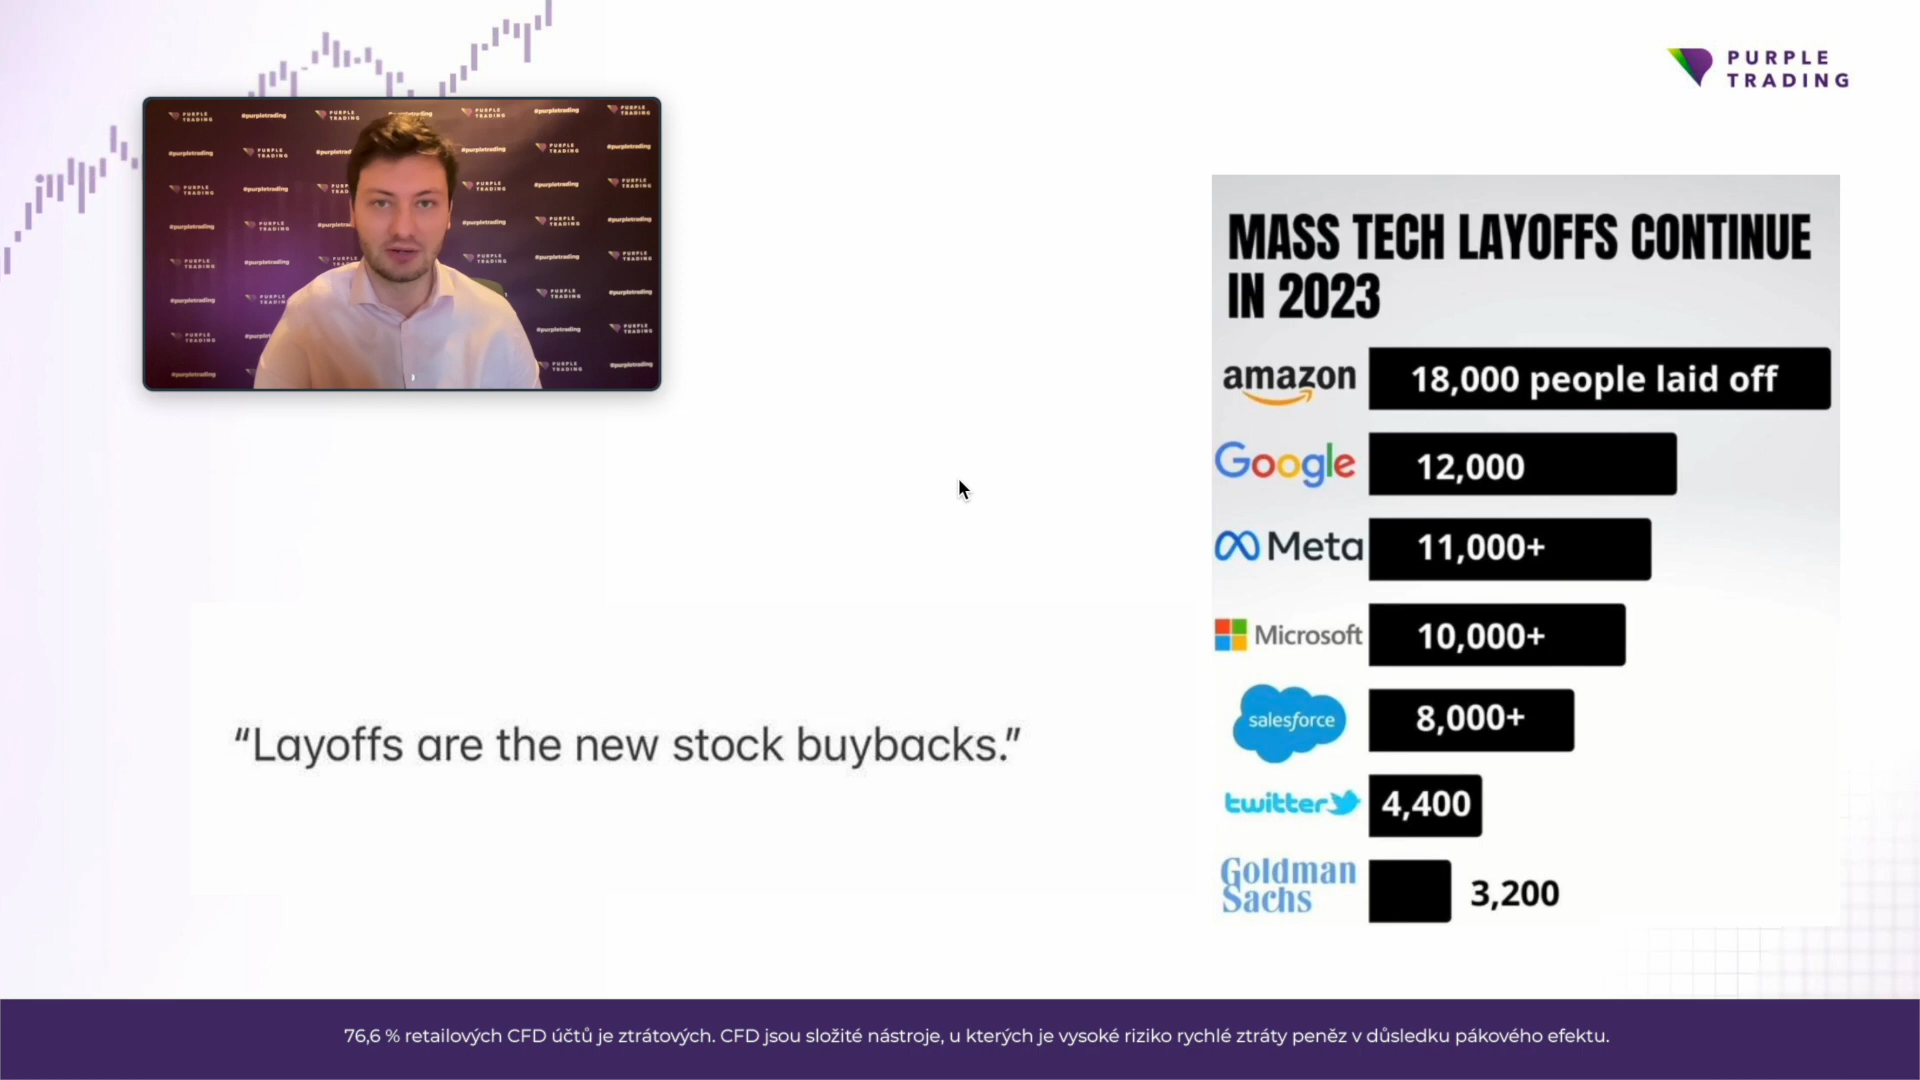 PURPLE
TRADING
MASS TECH LAYOFFS CONTINUE
IN 2023
amazon 18,000 people laid off
Google 12,000
Meta 11,000+
Microsoft 10,000+
salesforce 8,000+
twitter 4,400
Goldman
Sachs 3,200
“Layoffs are the new stock buybacks.”
76,6 % retailových CFD účtů je ztrátových. CFD jsou složité nástroje, u kterých je vysoké riziko rychlé ztráty peněz v důsledku pákového efektu.